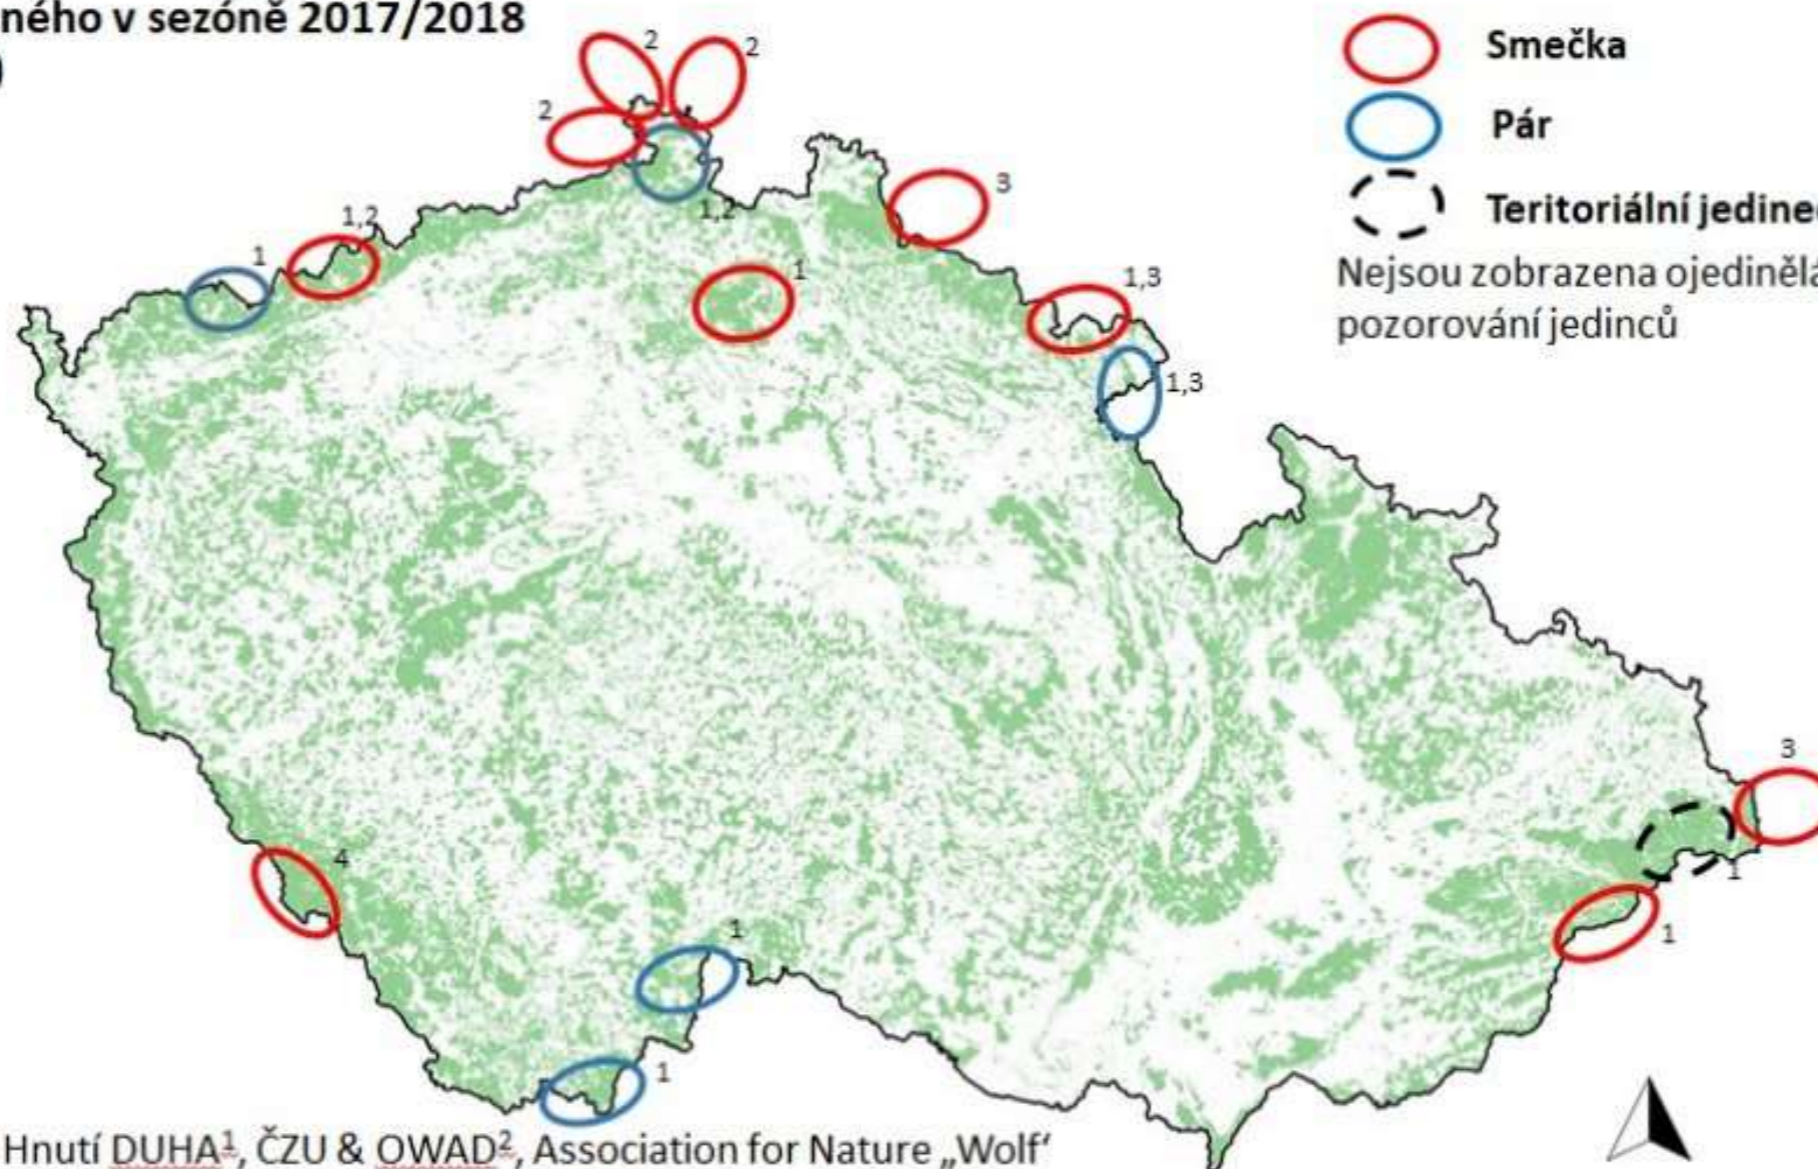 ného v sezóně 2017/2018
)
Smečka
Pár
Teritoriální jedine
Nejsou zobrazena ojediněl
pozorování jedinců
2
2
2
1,2
3
1,2
1
1
1,3
1,3
3
1
4
1
1
1
Hnutí DUHA¹, ČZU & OWAD², Association for Nature „Wolf‘